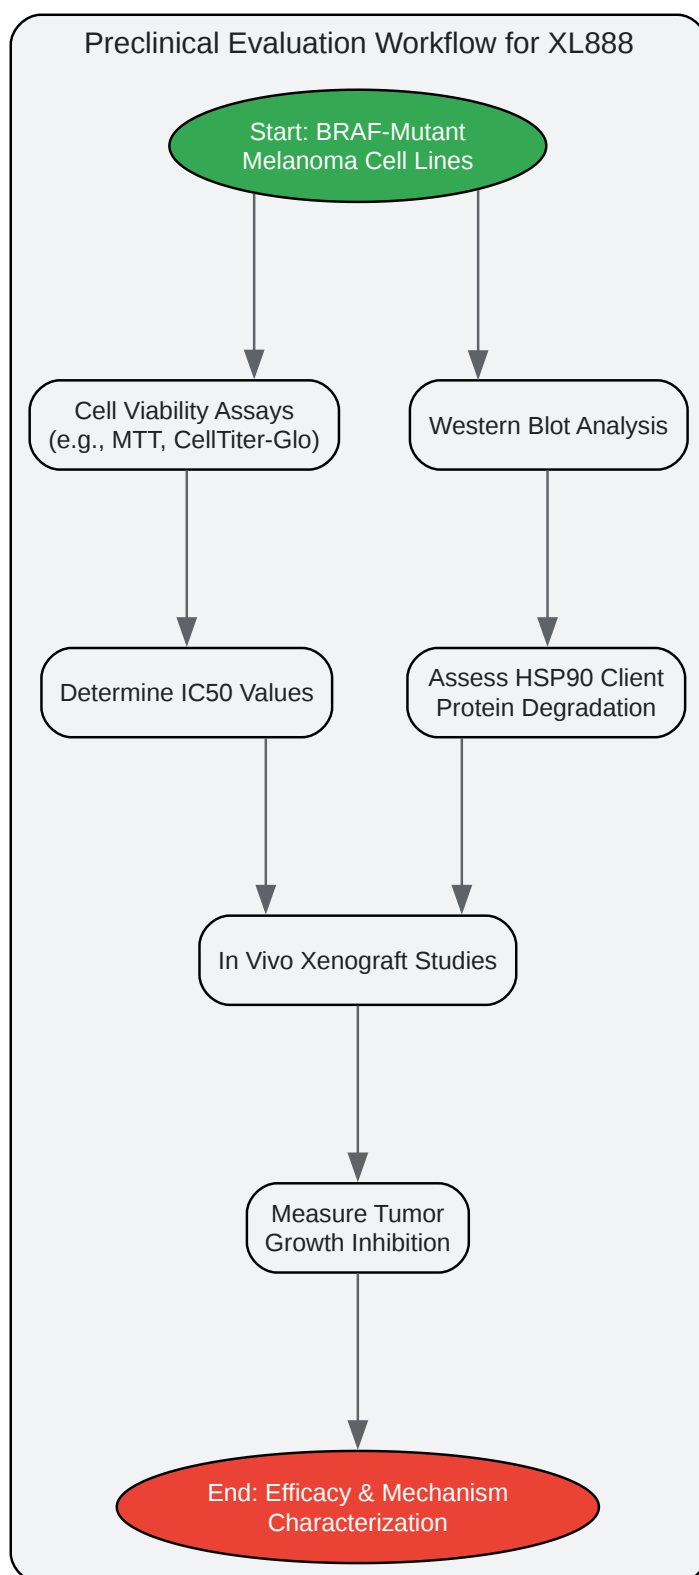 Preclinical Evaluation Workflow for XL888
Start: BRAF-Mutant
Melanoma Cell Lines
Cell Viability Assays
(e.g., MTT, CellTiter-Glo)
Western Blot Analysis
Determine IC50 Values
Assess HSP90 Client
Protein Degradation
In Vivo Xenograft Studies
Measure Tumor
Growth Inhibition
End: Efficacy & Mechanism
Characterization